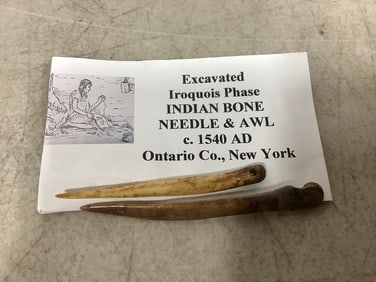 Excavated
Iroquois Phase
INDIAN BONE
NEEDLE & AWL
c. 1540 AD
Ontario Co., New York